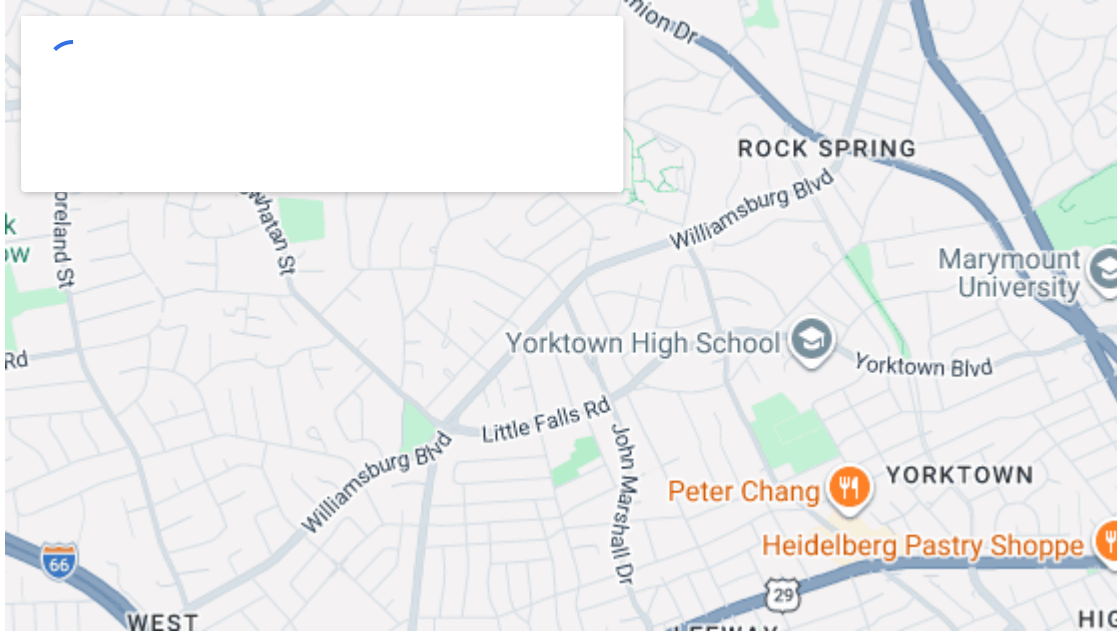 ROCK SPRING
Williamsburg Blvd
Marymount
University
Yorktown High School
Yorktown Blvd
Little Falls Rd
Williamsburg Blvd
John Marshall Dr
Peter Chang
YORKTOWN
Heidelberg Pastry Shoppe
66
29
WEST
Rd